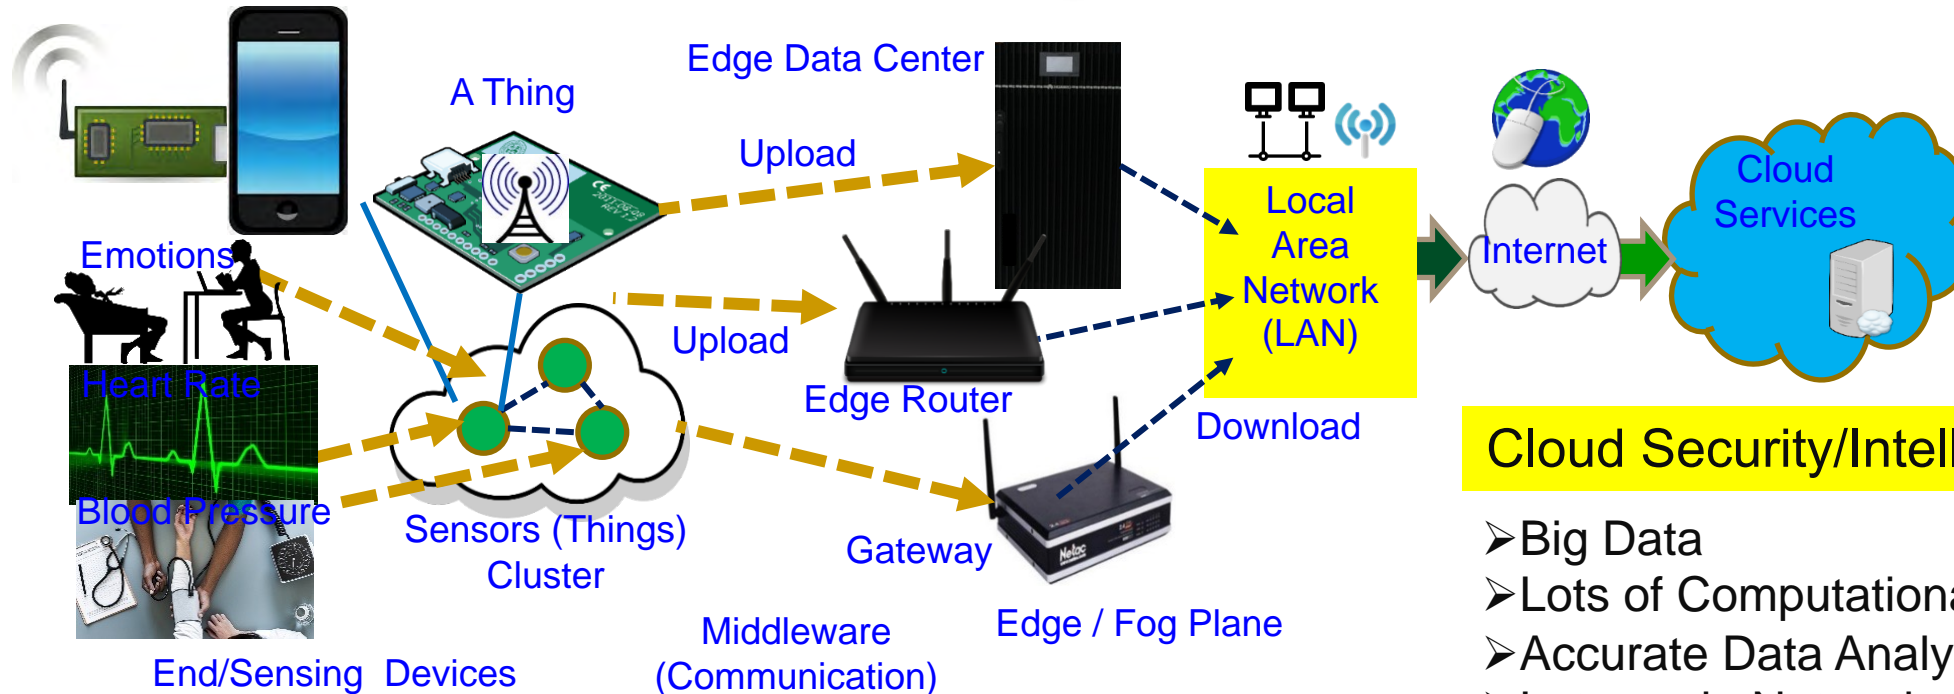 Edge Data Center
A Thing
Upload
CE
Local
Area
Network
(LAN)
Cloud
Services
Emotions
Internet
Upload
Heart Rate
Edge Router
Download
Cloud Security/Intell
Blood Pressure
Sensors (Things)
Cluster
Gateway
Netac
Big Data
Lots of Computationa
Middleware
(Communication)
Edge / Fog Plane
Accurate Data Analy
End/Sensing Devices